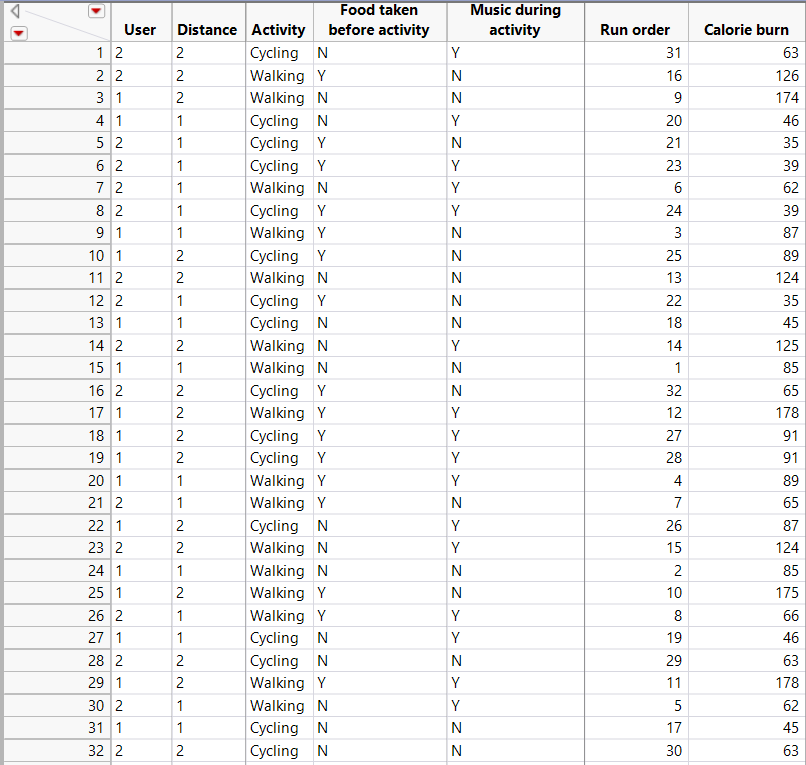 User Distance Activity Food taken before activity Music during activity Run order Calorie burn
1 2 2 Cycling N Y 31 63
2 2 2 Walking Y N 16 126
3 1 2 Walking N N 9 174
4 1 1 Cycling N Y 20 46
5 2 1 Cycling Y N 21 35
6 2 1 Cycling Y Y 23 39
7 2 1 Walking N Y 6 62
8 2 1 Cycling Y Y 24 39
9 1 1 Walking Y N 3 87
10 1 2 Cycling Y N 25 89
11 2 2 Walking N N 13 124
12 2 1 Cycling Y N 22 35
13 1 1 Cycling N N 18 45
14 2 2 Walking N Y 14 125
15 1 1 Walking N N 1 85
16 2 2 Cycling Y N 32 65
17 1 2 Walking Y Y 12 178
18 1 2 Cycling Y Y 27 91
19 1 2 Cycling Y Y 28 91
20 1 1 Walking Y Y 4 89
21 2 1 Walking Y N 7 65
22 1 2 Cycling N Y 26 87
23 2 2 Walking N Y 15 124
24 1 1 Walking N N 2 85
25 1 2 Walking Y N 10 175
26 2 1 Walking Y Y 8 66
27 1 1 Cycling N Y 19 46
28 2 2 Cycling N N 29 63
29 1 2 Walking Y Y 11 178
30 2 1 Walking N Y 5 62
31 1 1 Cycling N N 17 45
32 2 2 Cycling N N 30 63